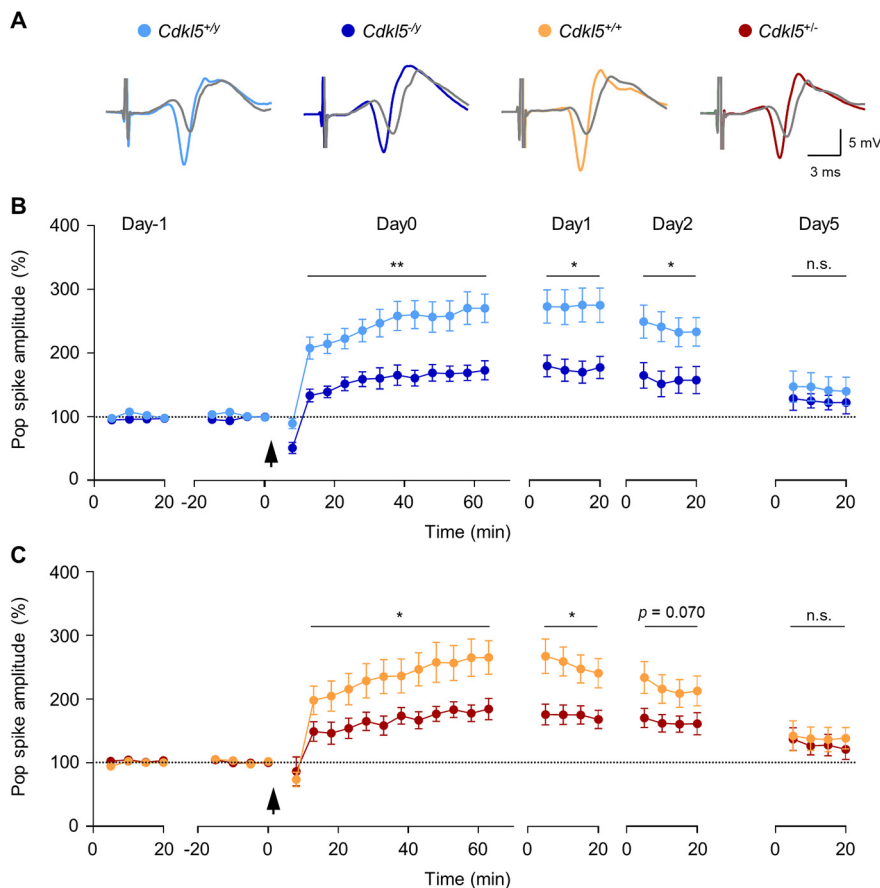 A
Cdkl5+/y Cdkl5-/y Cdkl5+/+ Cdkl5+/-
5 mV
3 ms
B
Day-1 Day0 Day1 Day2 Day5
** * * n.s.
Pop spike amplitude (%)
400
300
200
100
0
0 20 -20 0 20 40 60 0 20 0 20 0 20
Time (min)
C
* * p = 0.070 n.s.
Pop spike amplitude (%)
400
300
200
100
0
0 20 -20 0 20 40 60 0 20 0 20 0 20
Time (min)